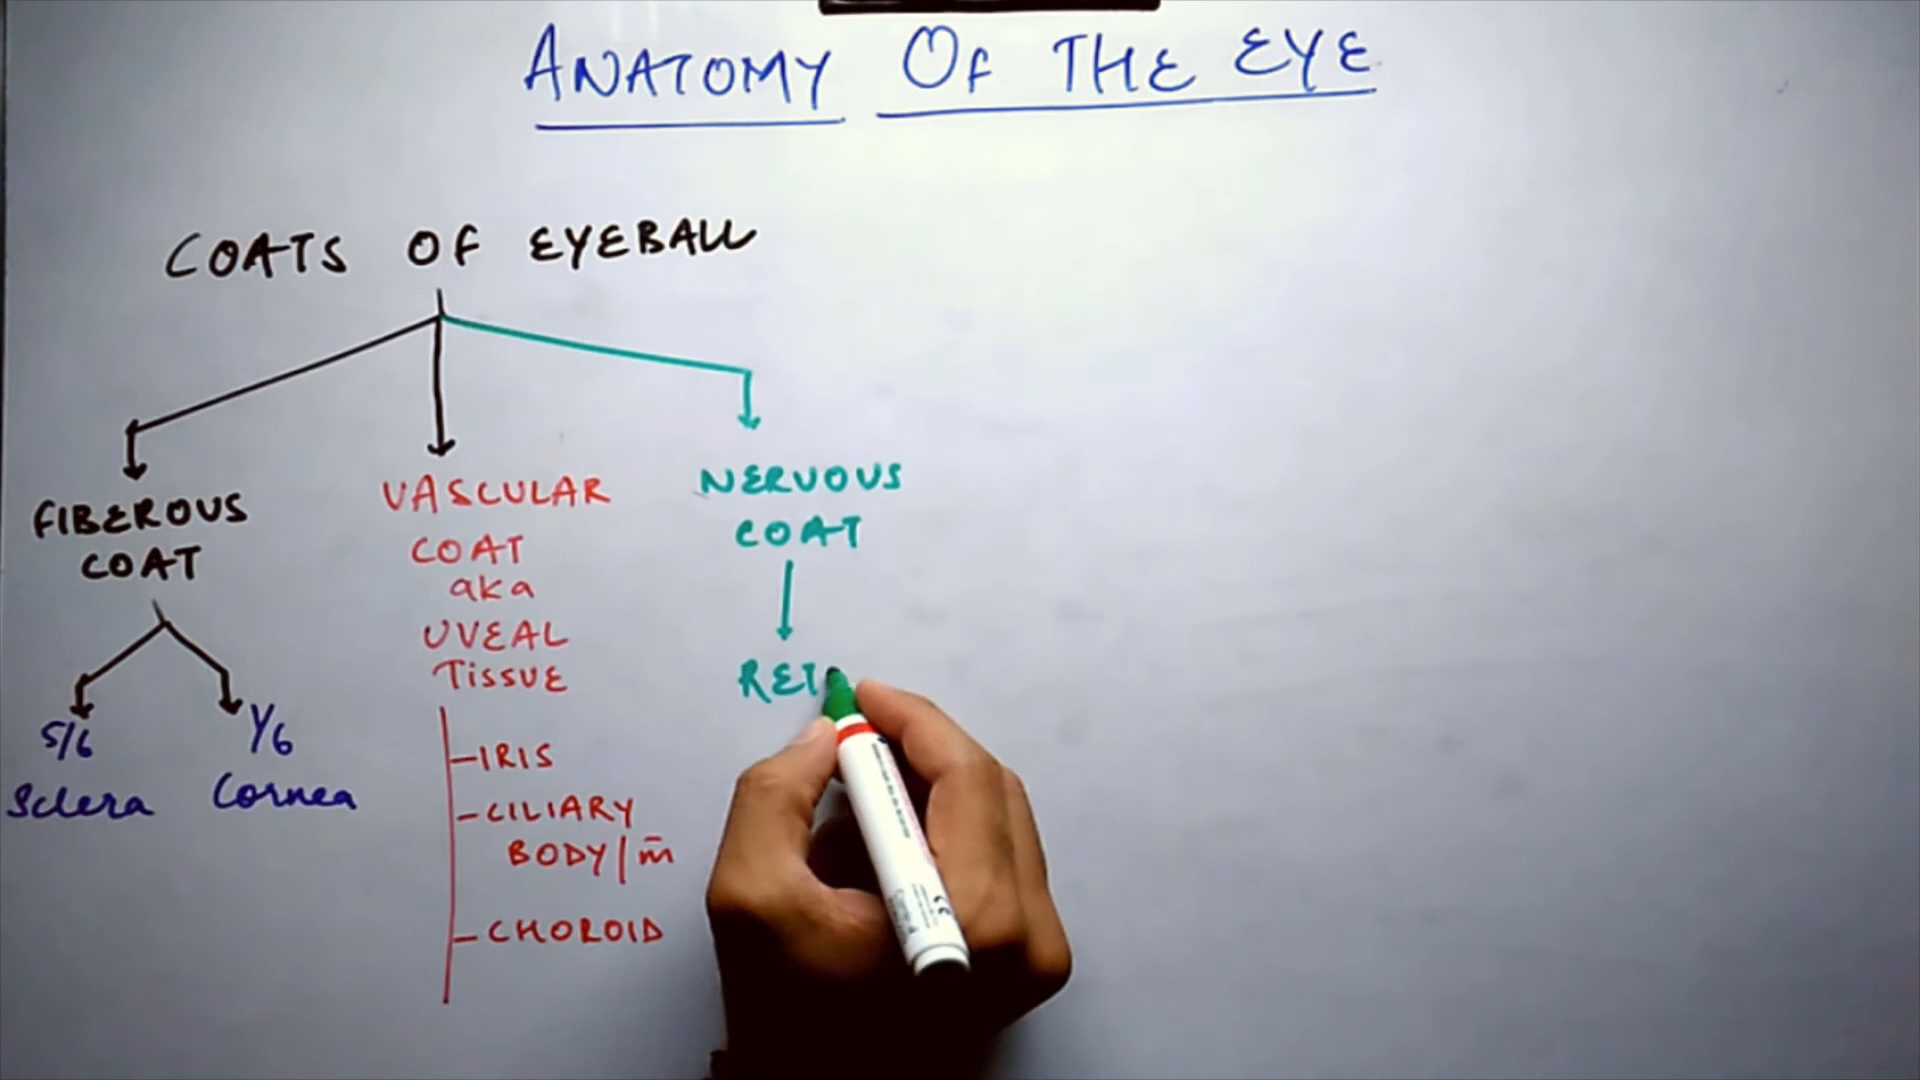 ANATOMY OF THE EYE
COATS OF EYEBALL
FIBEROUS
COAT
5/6
Sclera
1/6
Cornea
VASCULAR
COAT
aka
UVEAL
TISSUE
-IRIS
-CILIARY
BODY/m̄
-CHOROID
NERVOUS
COAT
RET
CE